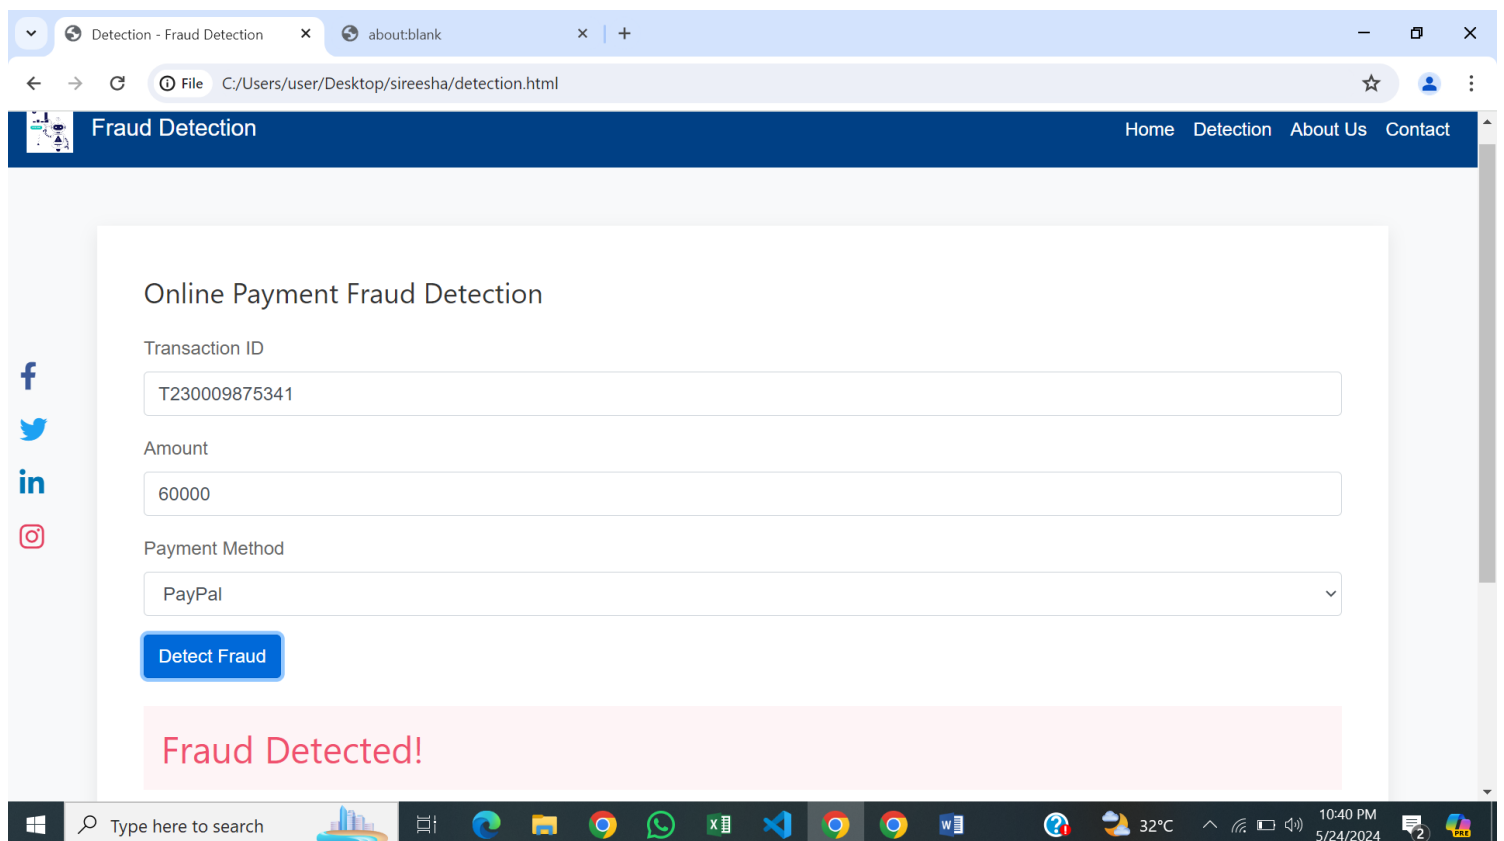 Detection - Fraud Detection
about:blank
File C:/Users/user/Desktop/sireesha/detection.html
Fraud Detection
Home Detection About Us Contact
Online Payment Fraud Detection
Transaction ID
T230009875341
Amount
60000
Payment Method
PayPal
Detect Fraud
Fraud Detected!
Type here to search
32°C
10:40 PM
5/24/2024
2
PRE